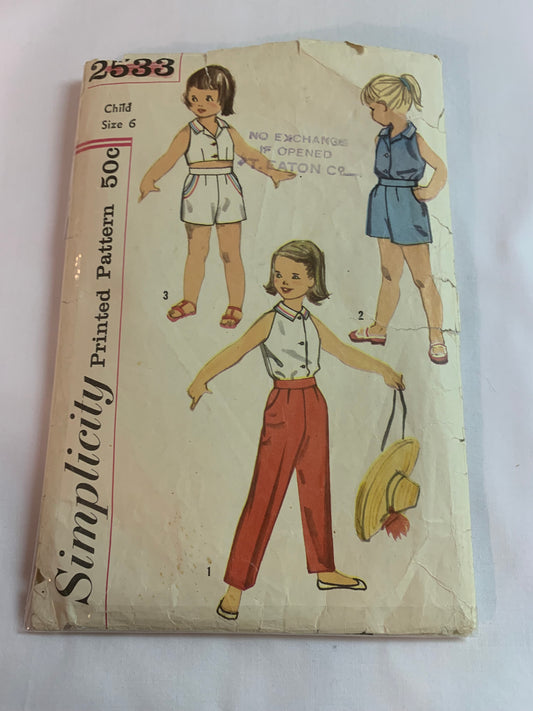 2533
Child
Size 6
Simplicity Printed Pattern 50c
NO EXCHANGE
IF OPENED
T. EATON Co
3
2
1